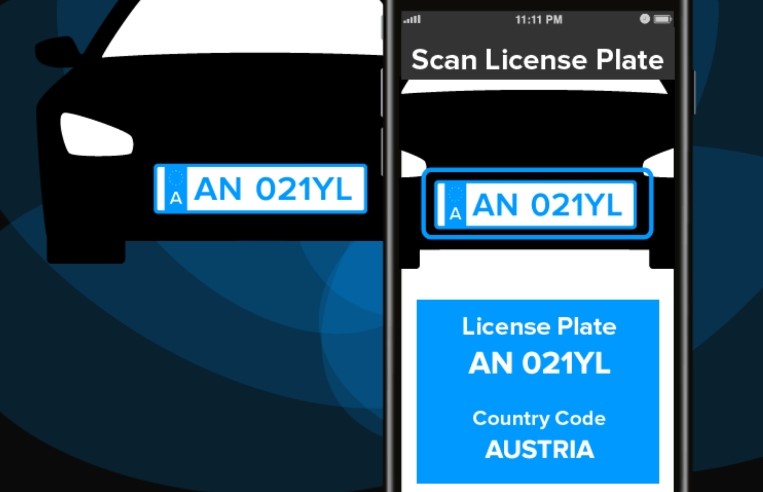 A AN 021YL
11:11 PM
Scan License Plate
A AN 021YL
License Plate
AN 021YL
Country Code
AUSTRIA